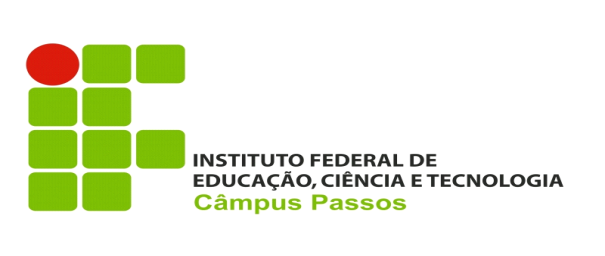 INSTITUTO FEDERAL DE
EDUCAÇÃO, CIÊNCIA E TECNOLOGIA
Câmpus Passos